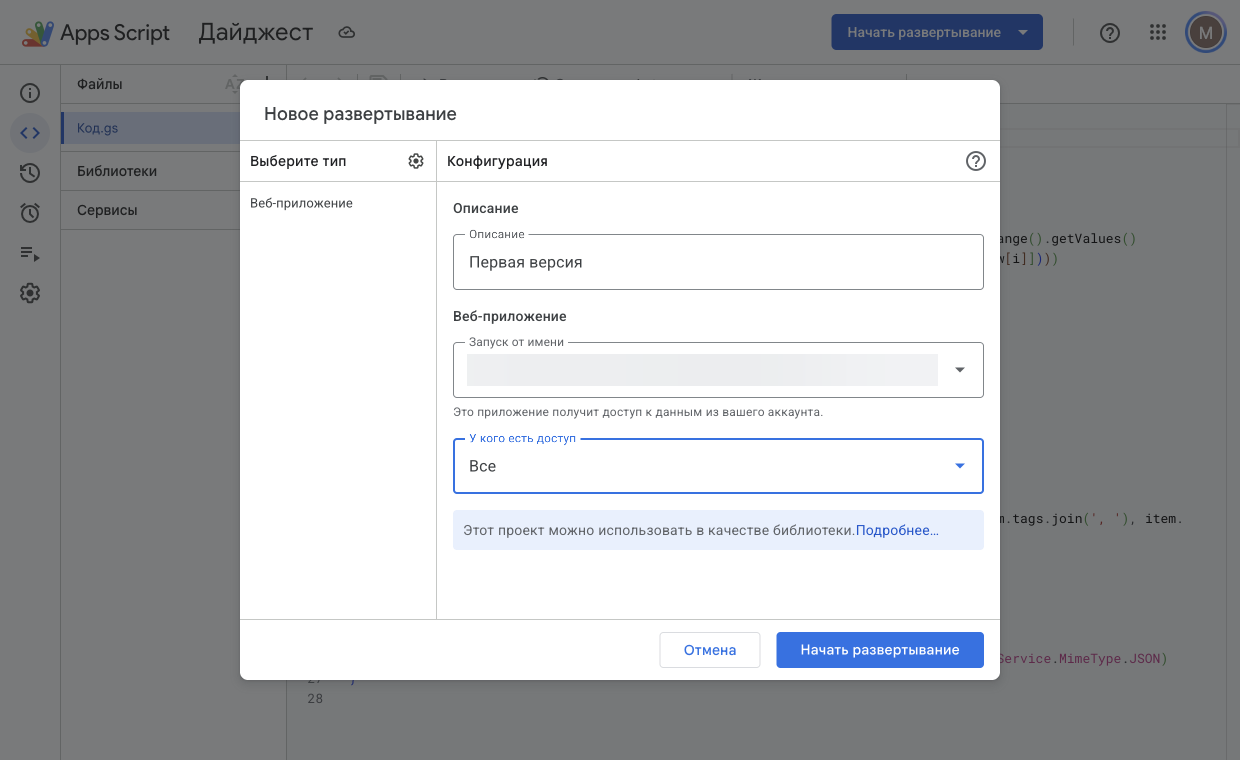 Apps Script Дайджест
Начать развертывание
M
Файлы
Код.gs
Библиотеки
Сервисы
Новое развертывание
Выберите тип
Конфигурация
Веб-приложение
Описание
Описание
Первая версия
Веб-приложение
Запуск от имени
Это приложение получит доступ к данным из вашего аккаунта.
У кого есть доступ
Все
Этот проект можно использовать в качестве библиотеки.Подробнее…
Отмена
Начать развертывание
ange().getValues()
[i]])))
.tags.join(', '), item.
Service.MimeType.JSON)
28